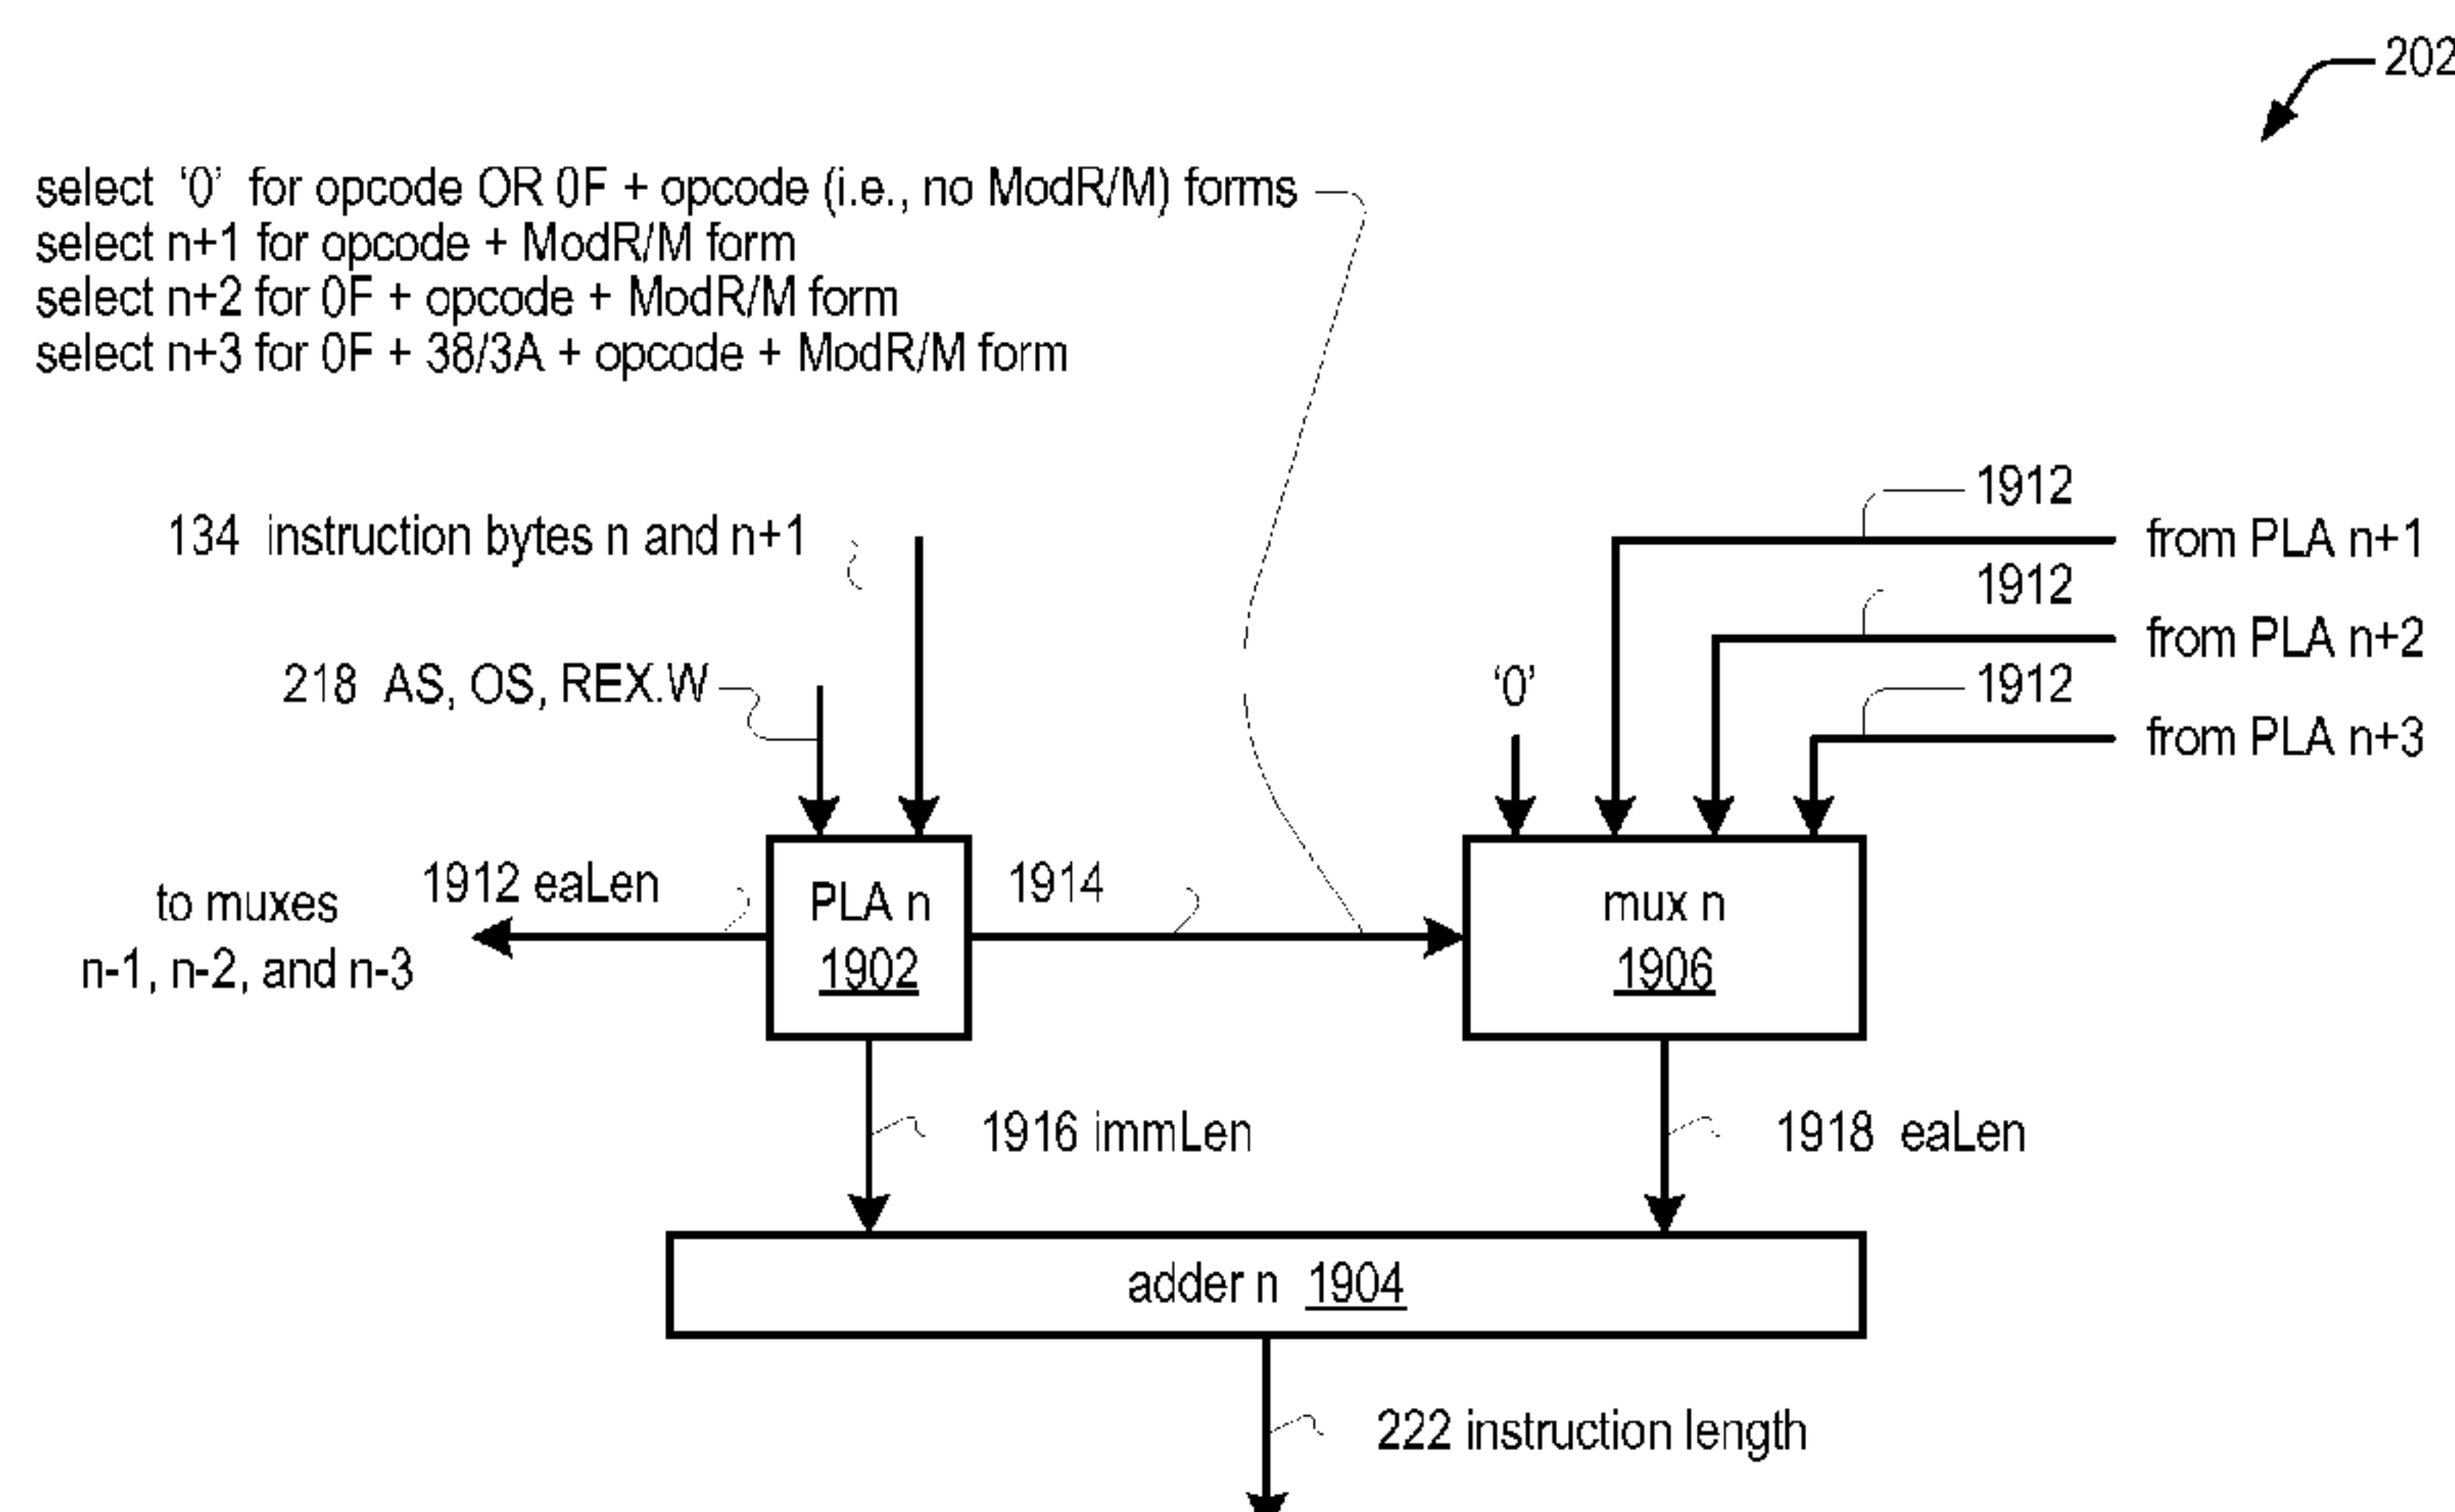 202
select '0' for opcode OR 0F + opcode (i.e., no ModR/M) forms
select n+1 for opcode + ModR/M form
select n+2 for 0F + opcode + ModR/M form
select n+3 for 0F + 38/3A + opcode + ModR/M form
1912
134 instruction bytes n and n+1
from PLA n+1
1912
from PLA n+2
218 AS, OS, REX.W
'0'
1912
from PLA n+3
to muxes
n-1, n-2, and n-3
1912 eaLen
PLA n
1902
1914
mux n
1906
1916 immLen
1918 eaLen
adder n 1904
222 instruction length